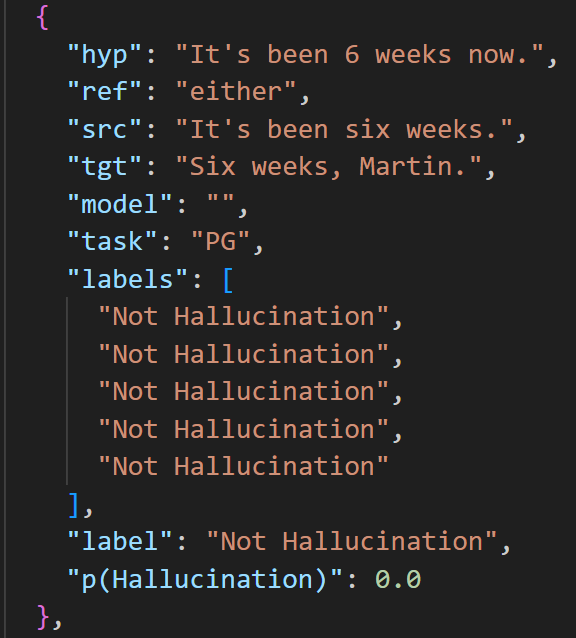 {
"hyp": "It's been 6 weeks now.",
"ref": "either",
"src": "It's been six weeks.",
"tgt": "Six weeks, Martin.",
"model": "",
"task": "PG",
"labels": [
"Not Hallucination",
"Not Hallucination",
"Not Hallucination",
"Not Hallucination",
"Not Hallucination"
],
"label": "Not Hallucination",
"p(Hallucination)": 0.0
},